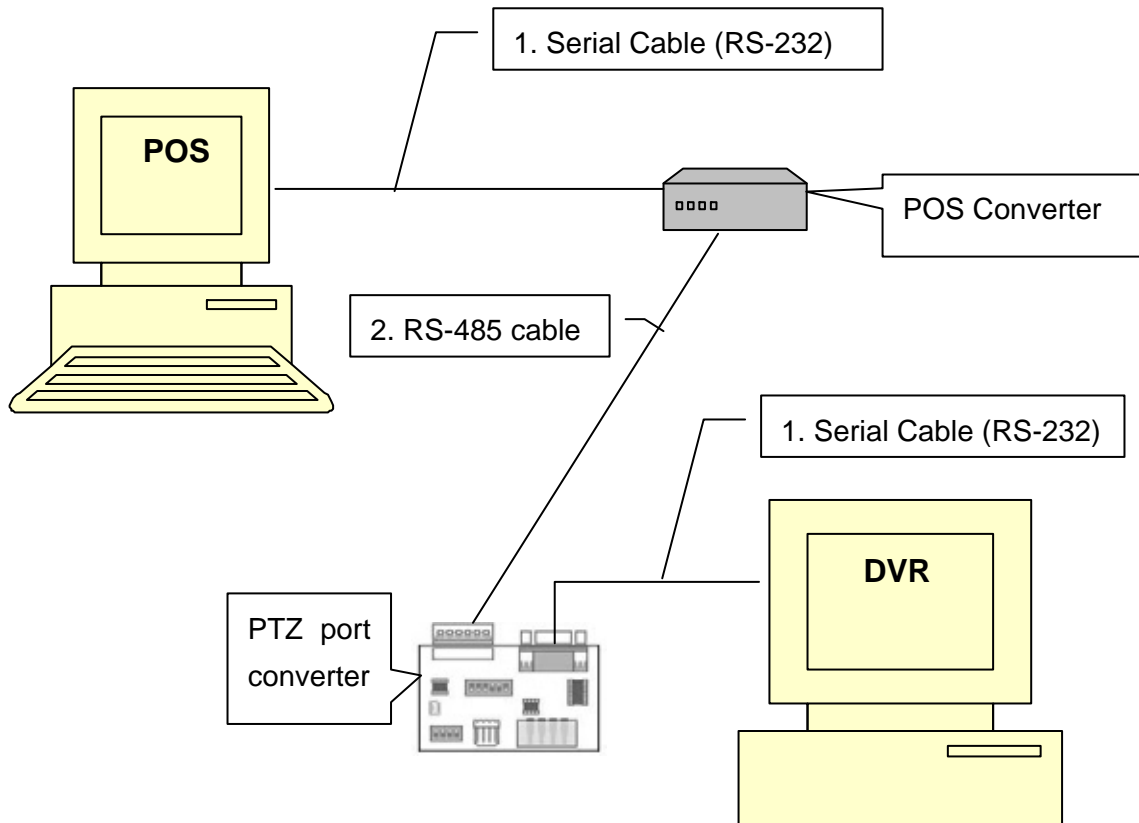 1. Serial Cable (RS-232)
POS
POS Converter
2. RS-485 cable
1. Serial Cable (RS-232)
DVR
PTZ port
converter